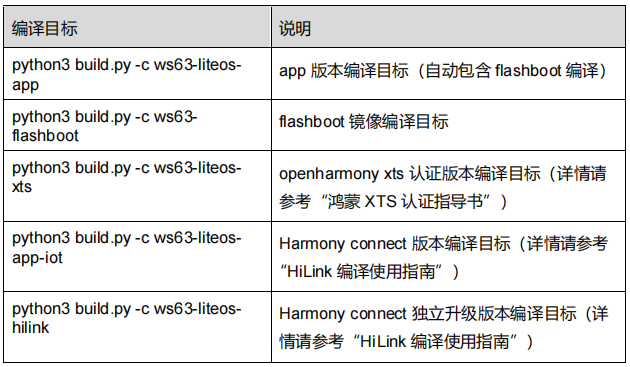 编译目标
说明
python3 build.py -c ws63-liteos-
app
app 版本编译目标（自动包含 flashboot 编译）
python3 build.py -c ws63-
flashboot
flashboot 镜像编译目标
python3 build.py -c ws63-liteos-
xts
openharmony xts 认证版本编译目标（详情请
参考“鸿蒙 XTS 认证指导书”）
python3 build.py -c ws63-liteos-
app-iot
Harmony connect 版本编译目标（详情请参考
“HiLink 编译使用指南”）
python3 build.py -c ws63-liteos-
hilink
Harmony connect 独立升级版本编译目标（详
情请参考“HiLink 编译使用指南”）